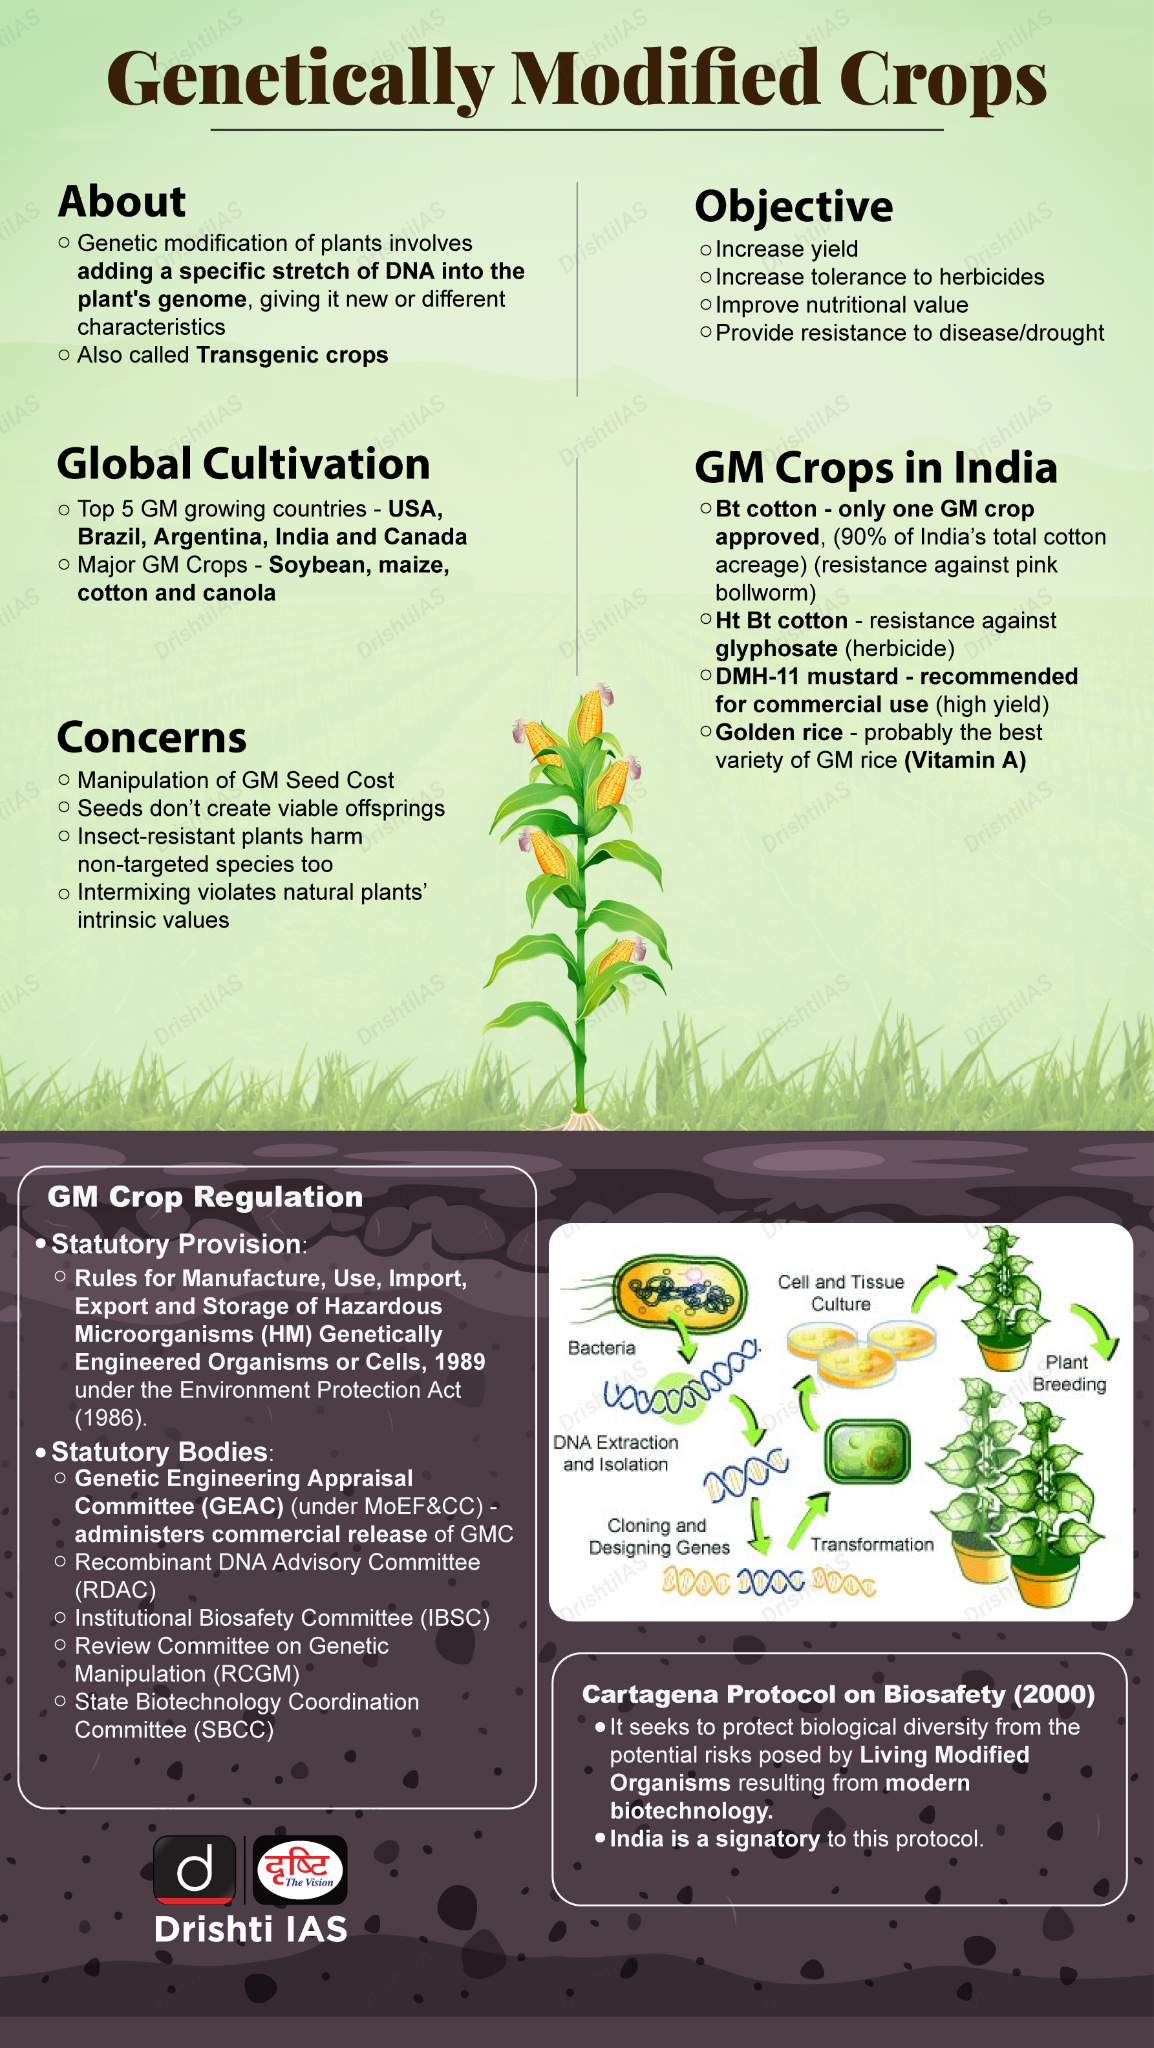 Genetically Modified Crops
About
○ Genetic modification of plants involves
adding a specific stretch of DNA into the
plant's genome, giving it new or different
characteristics
○ Also called Transgenic crops
Objective
○ Increase yield
○ Increase tolerance to herbicides
○ Improve nutritional value
○ Provide resistance to disease/drought
Global Cultivation
○ Top 5 GM growing countries - USA,
Brazil, Argentina, India and Canada
○ Major GM Crops - Soybean, maize,
cotton and canola
GM Crops in India
○ Bt cotton - only one GM crop
approved, (90% of India's total cotton
acreage) (resistance against pink
bollworm)
○ Ht Bt cotton - resistance against
glyphosate (herbicide)
○ DMH-11 mustard - recommended
for commercial use (high yield)
○ Golden rice - probably the best
variety of GM rice (Vitamin A)
Concerns
○ Manipulation of GM Seed Cost
○ Seeds don't create viable offsprings
○ Insect-resistant plants harm
non-targeted species too
○ Intermixing violates natural plants'
intrinsic values
GM Crop Regulation
• Statutory Provision:
○ Rules for Manufacture, Use, Import,
Export and Storage of Hazardous
Microorganisms (HM) Genetically
Engineered Organisms or Cells, 1989
under the Environment Protection Act
(1986).
• Statutory Bodies:
○ Genetic Engineering Appraisal
Committee (GEAC) (under MoEF&CC) -
administers commercial release of GMC
○ Recombinant DNA Advisory Committee
(RDAC)
○ Institutional Biosafety Committee (IBSC)
○ Review Committee on Genetic
Manipulation (RCGM)
○ State Biotechnology Coordination
Committee (SBCC)
Bacteria
DNA Extraction
and Isolation
Cloning and
Designing Genes
Transformation
Cell and Tissue
Culture
Plant
Breeding
Cartagena Protocol on Biosafety (2000)
• It seeks to protect biological diversity from the
potential risks posed by Living Modified
Organisms resulting from modern
biotechnology.
• India is a signatory to this protocol.
d
दृष्टि
The Vision
Drishti IAS
DrishtiIAS